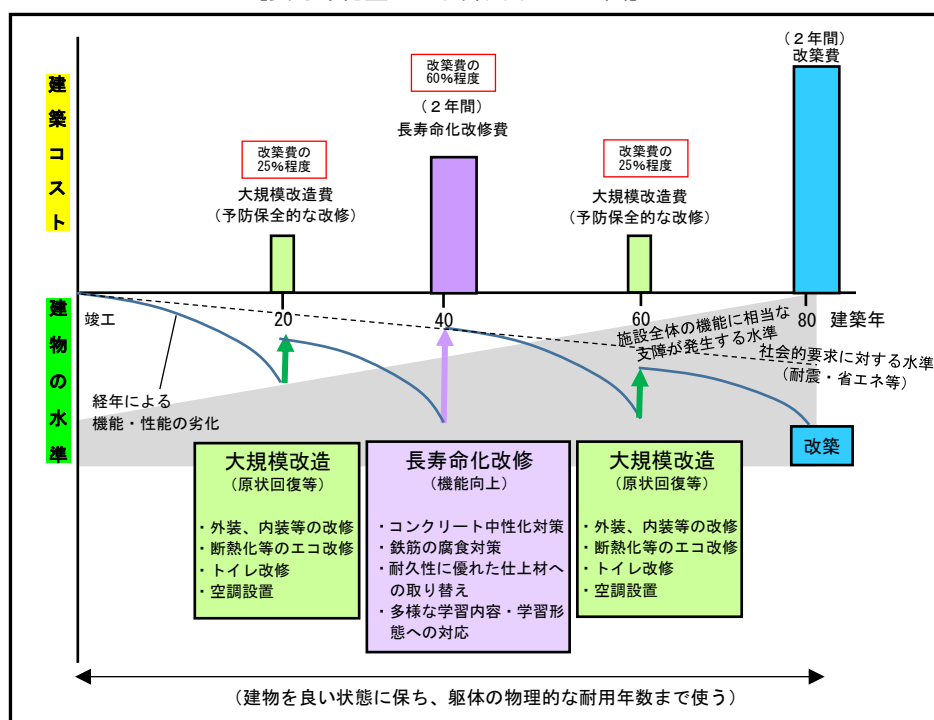 建築コスト
建物の水準
(２年間)
改築費
改築費の
60%程度
(２年間)
長寿命化改修費
改築費の
25%程度
大規模改造費
(予防保全的な改修)
改築費の
25%程度
大規模改造費
(予防保全的な改修)
竣工
20
40
60
80
建築年
施設全体の機能に相当な
支障が発生する水準
社会的要求に対する水準
(耐震・省エネ等)
経年による
機能・性能の劣化
改築
大規模改造
(原状回復等)
・外装、内装等の改修
・断熱化等のエコ改修
・トイレ改修
・空調設置
長寿命化改修
(機能向上)
・コンクリート中性化対策
・鉄筋の腐食対策
・耐久性に優れた仕上材へ
の取り替え
・多様な学習内容・学習形
態への対応
大規模改造
(原状回復等)
・外装、内装等の改修
・断熱化等のエコ改修
・トイレ改修
・空調設置
(建物を良い状態に保ち、躯体の物理的な耐用年数まで使う)